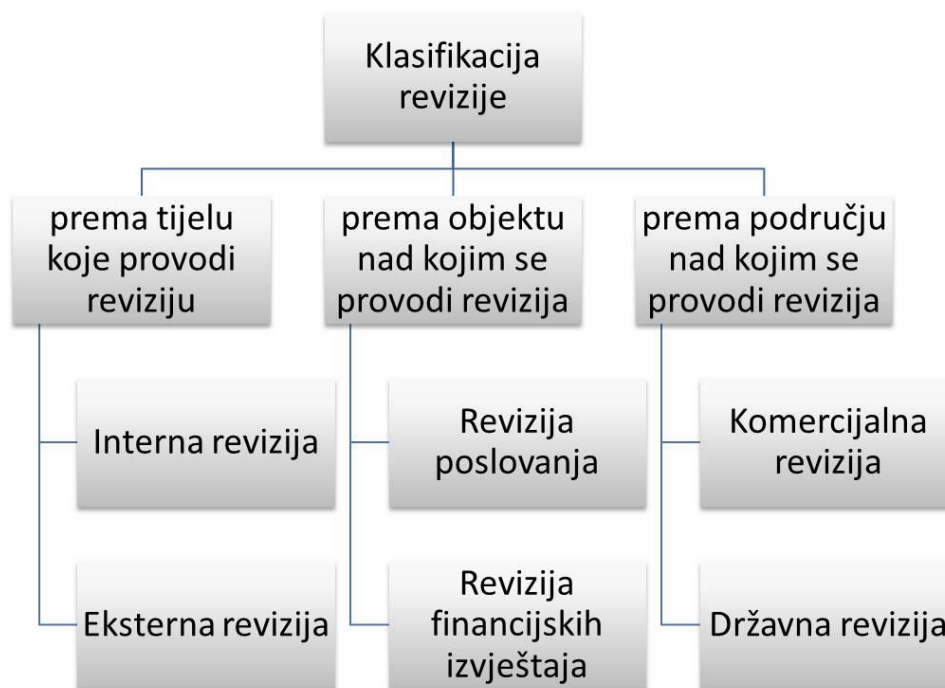 Klasifikacija
revizije
prema tijelu
koje provodi
reviziju
prema objektu
nad kojim se
provodi revizija
prema području
nad kojim se
provodi revizija
Interna revizija
Eksterna revizija
Revizija
poslovanja
Revizija
financijskih
izvještaja
Komercijalna
revizija
Državna revizija